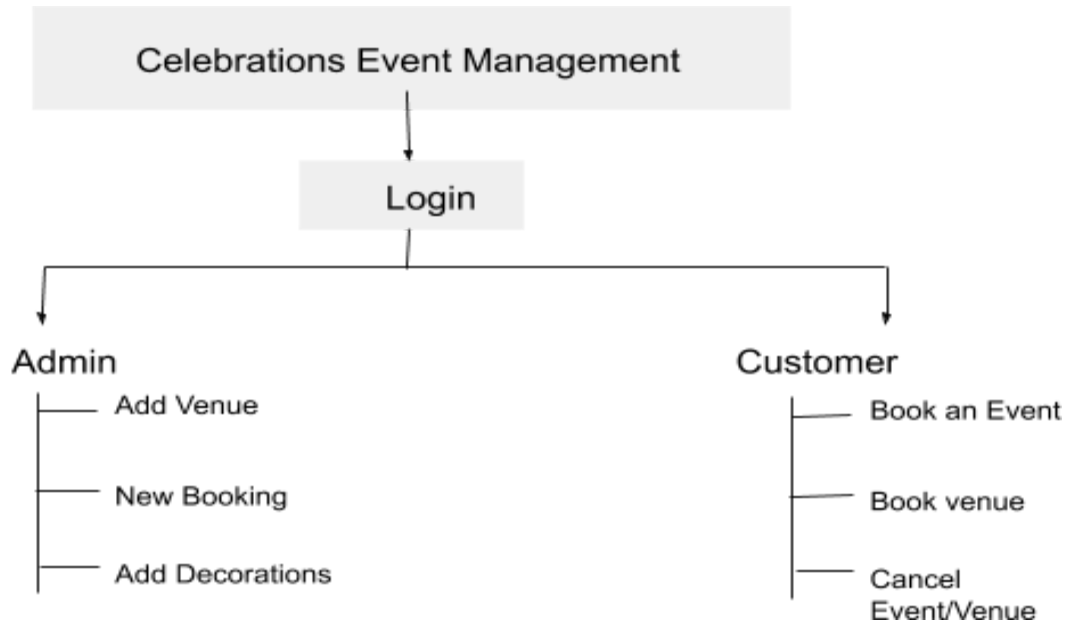 Celebrations Event Management
Login
Admin
Add Venue
New Booking
Add Decorations
Customer
Book an Event
Book venue
Cancel
Event/Venue